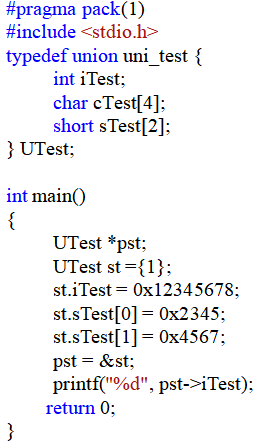 #pragma pack(1)
#include <stdio.h>
typedef union uni_test {
int iTest;
char cTest[4];
short sTest[2];
} UTest;
int main()
{
UTest *pst;
UTest st ={1};
st.iTest = 0x12345678;
st.sTest[0] = 0x2345;
st.sTest[1] = 0x4567;
pst = &st;
printf("%d", pst->iTest);
return 0;
}